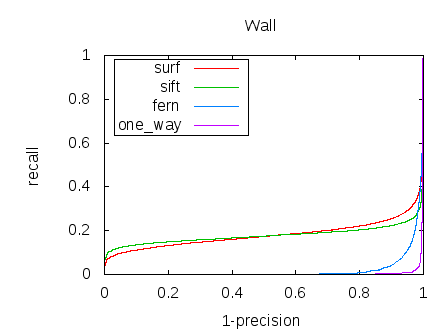 Wall
recall
1
0.8
0.6
0.4
0.2
0
surf
sift
fern
one_way
0 0.2 0.4 0.6 0.8 1
1-precision